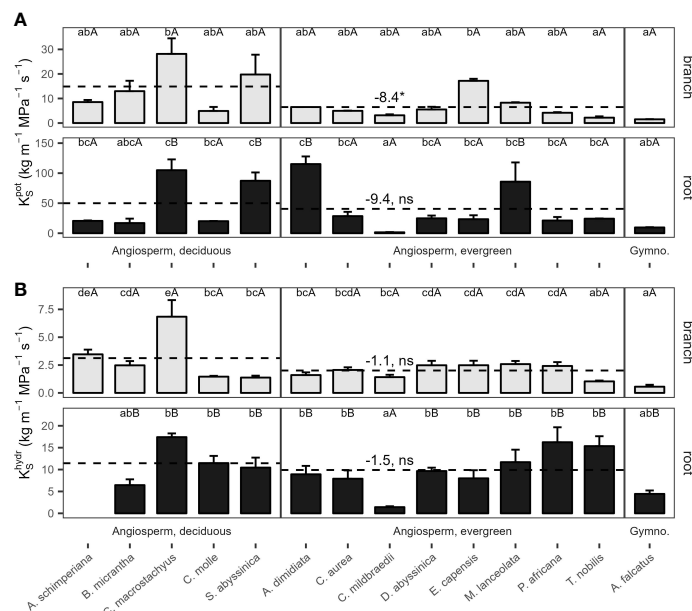 A
abA abA bA abA abA abA abA abA abA bA abA abA aA aA
30
20
10
0
-8.4*
branch
bcA abcA cB bcA cB cB bcA aA bcA bcA bcB bcA bcA abA
150
100
50
0
-9.4, ns
root
K_S^pot (kg m⁻¹ MPa⁻¹ s⁻¹)
Angiosperm, deciduous Angiosperm, evergreen Gymno.
B
deA cdA eA bcA bcA bcA bcdA bcA cdA cdA cdA cdA abA aA
7.5
5.0
2.5
0.0
-1.1, ns
branch
abB bB bB bB bB bB aA bB bB bB bB bB abB
20
15
10
5
0
-1.5, ns
root
K_S^hydr (kg m⁻¹ MPa⁻¹ s⁻¹)
Angiosperm, deciduous Angiosperm, evergreen Gymno.
A. schimperiana
B. micrantha
macrostachyus
C. molle
S. abyssinica
A. dimidiata
C. aurea
C. mildbraedii
D. abyssinica
E. capensis
M. lanceolata
P. africana
T. nobilis
A. falcatus